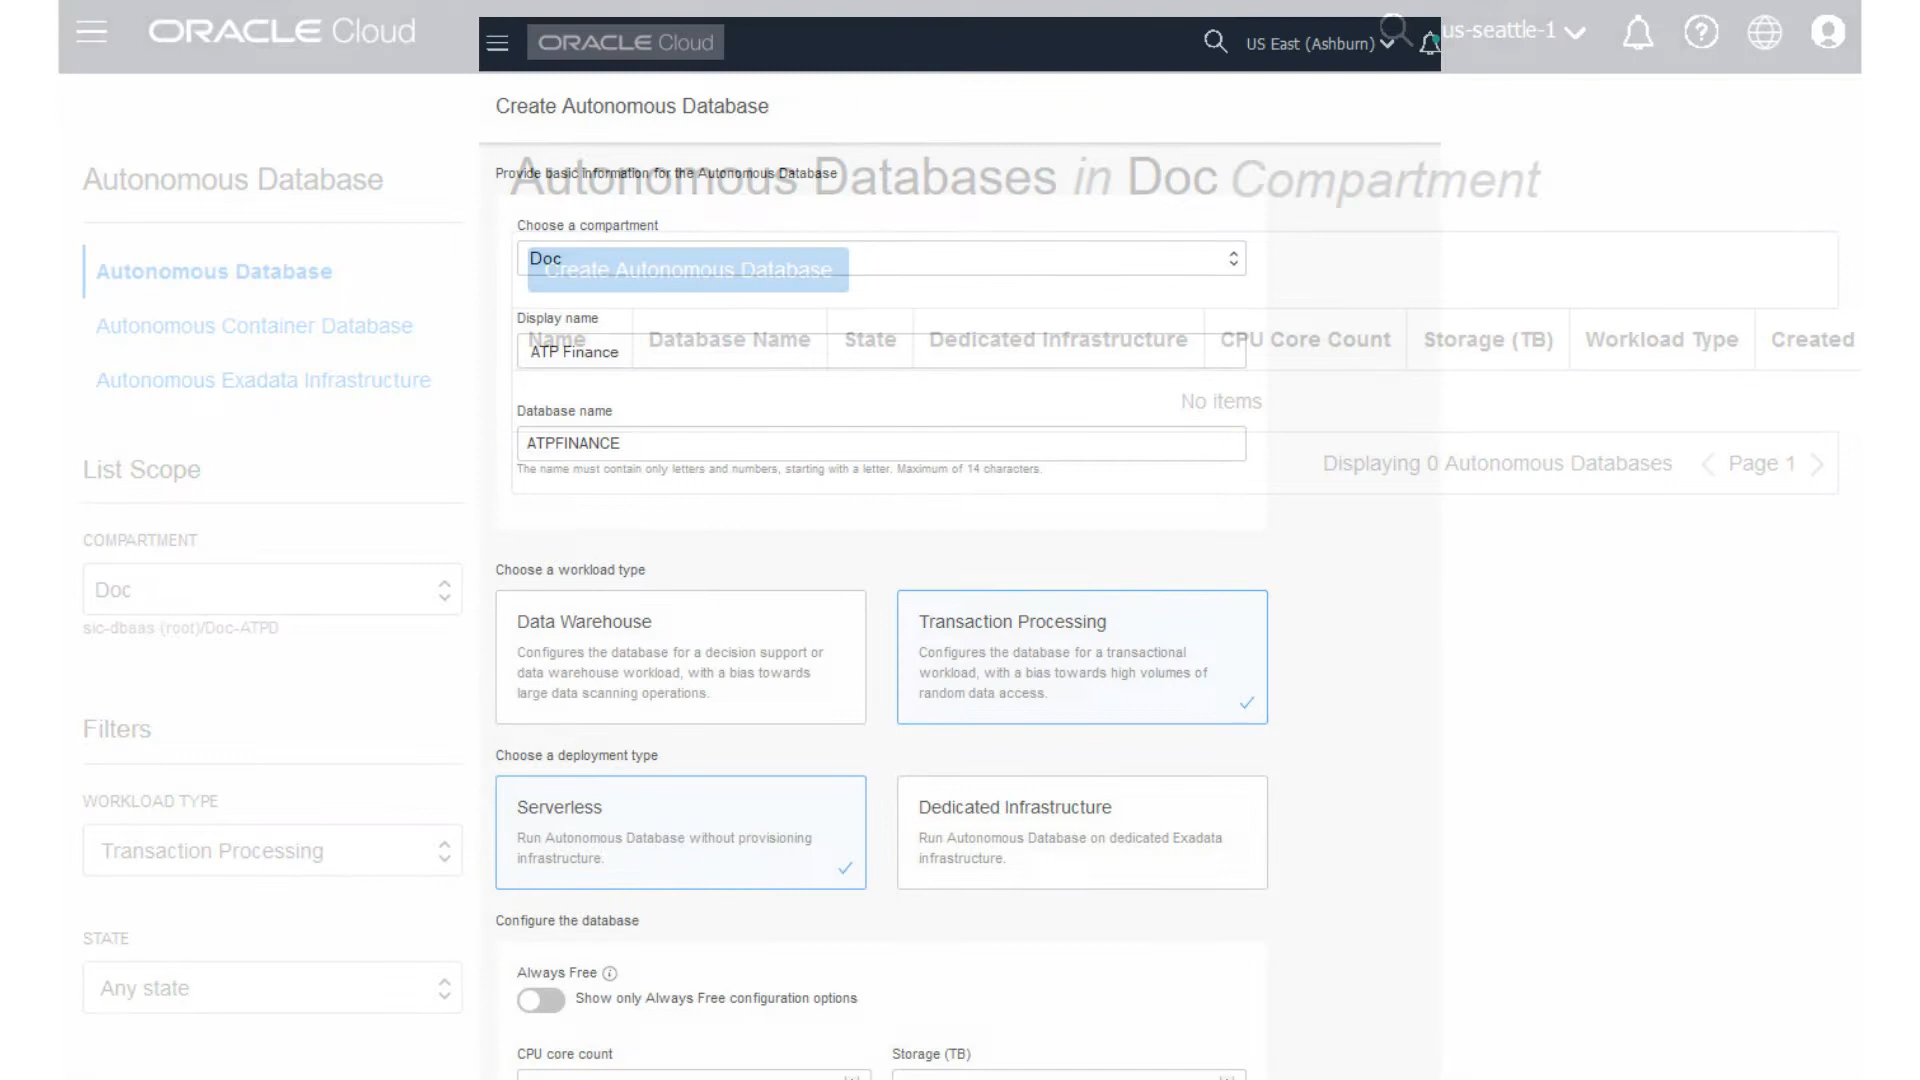 ORACLE Cloud
us-seattle-1
ORACLE Cloud
US East (Ashburn)
Autonomous Database
Autonomous Database
Autonomous Container Database
Autonomous Exadata Infrastructure
List Scope
COMPARTMENT
Doc
sic-dbaas (root)/Doc-ATPD
Filters
WORKLOAD TYPE
Transaction Processing
STATE
Any state
Autonomous Databases in Doc Compartment
Create Autonomous Database
Name Database Name State Dedicated Infrastructure CPU Core Count Storage (TB) Workload Type Created
No items
Displaying 0 Autonomous Databases Page 1
Create Autonomous Database
Provide basic information for the Autonomous Database
Choose a compartment
Doc
Display name
ATP Finance
Database name
ATPFINANCE
The name must contain only letters and numbers, starting with a letter. Maximum of 14 characters.
Choose a workload type
Data Warehouse
Configures the database for a decision support or
data warehouse workload, with a bias towards
large data scanning operations.
Transaction Processing
Configures the database for a transactional
workload, with a bias towards high volumes of
random data access.
Choose a deployment type
Serverless
Run Autonomous Database without provisioning
infrastructure.
Dedicated Infrastructure
Run Autonomous Database on dedicated Exadata
infrastructure.
Configure the database
Always Free
Show only Always Free configuration options
CPU core count
Storage (TB)